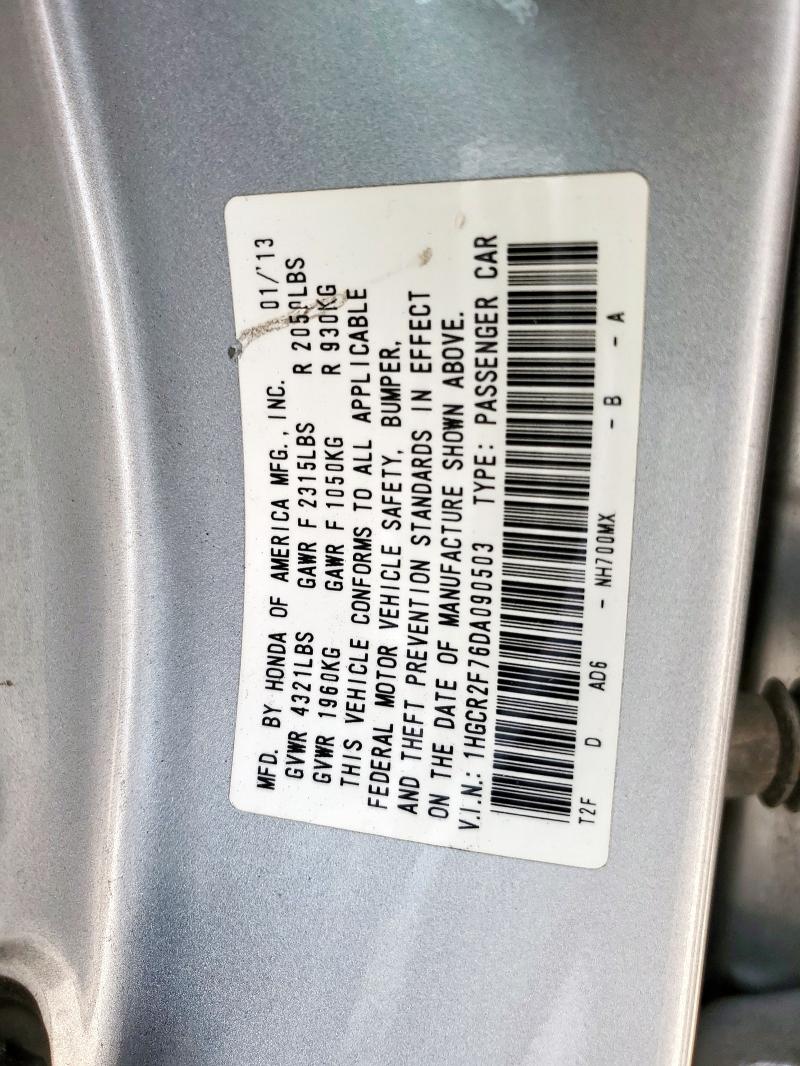 MFD. BY HONDA OF AMERICA MFG., INC. 01/'13
GVWR 4321LBS GAWR F 2315LBS R 2050LBS
GVWR 1960KG GAWR F 1050KG R 930KG
THIS VEHICLE CONFORMS TO ALL APPLICABLE
FEDERAL MOTOR VEHICLE SAFETY, BUMPER,
AND THEFT PREVENTION STANDARDS IN EFFECT
ON THE DATE OF MANUFACTURE SHOWN ABOVE.
V.I.N.: 1HGCR2F76DA090503 TYPE: PASSENGER CAR
T2F D AD6 - NH700MX - B - A